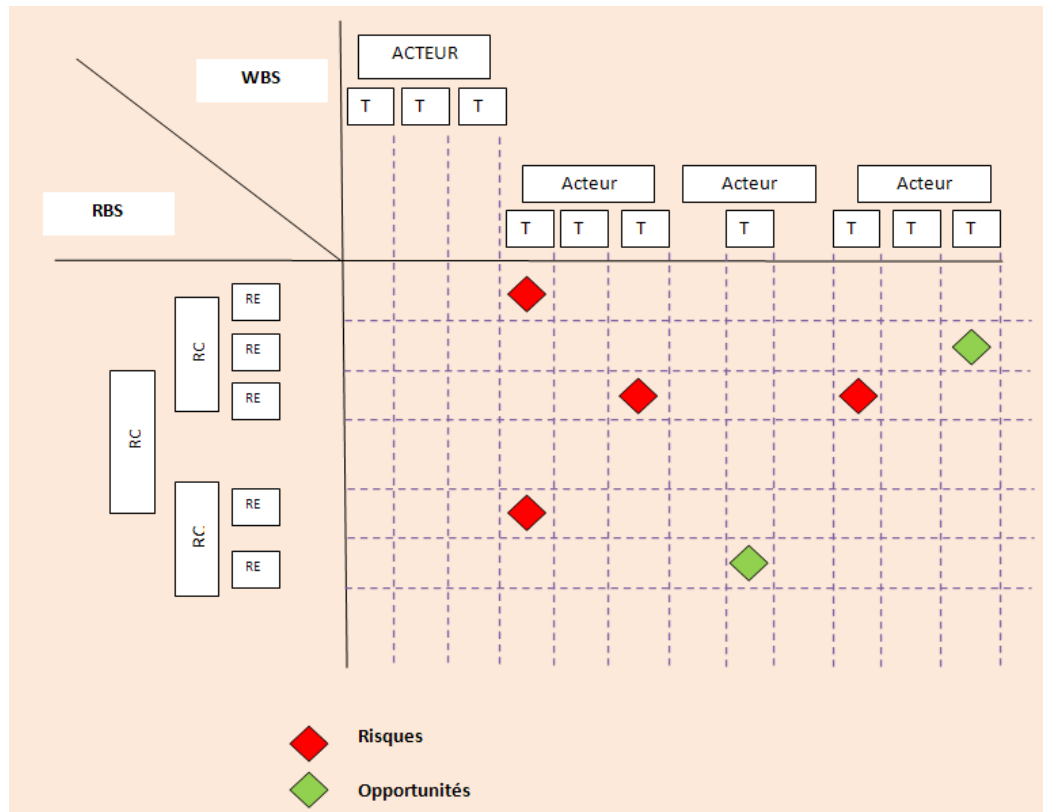 ACTEUR
WBS
T T T
Acteur Acteur Acteur
RBS
T T T T T T T
RE
RC
RE
RE
RC
RE
RC
RE
Risques
Opportunités